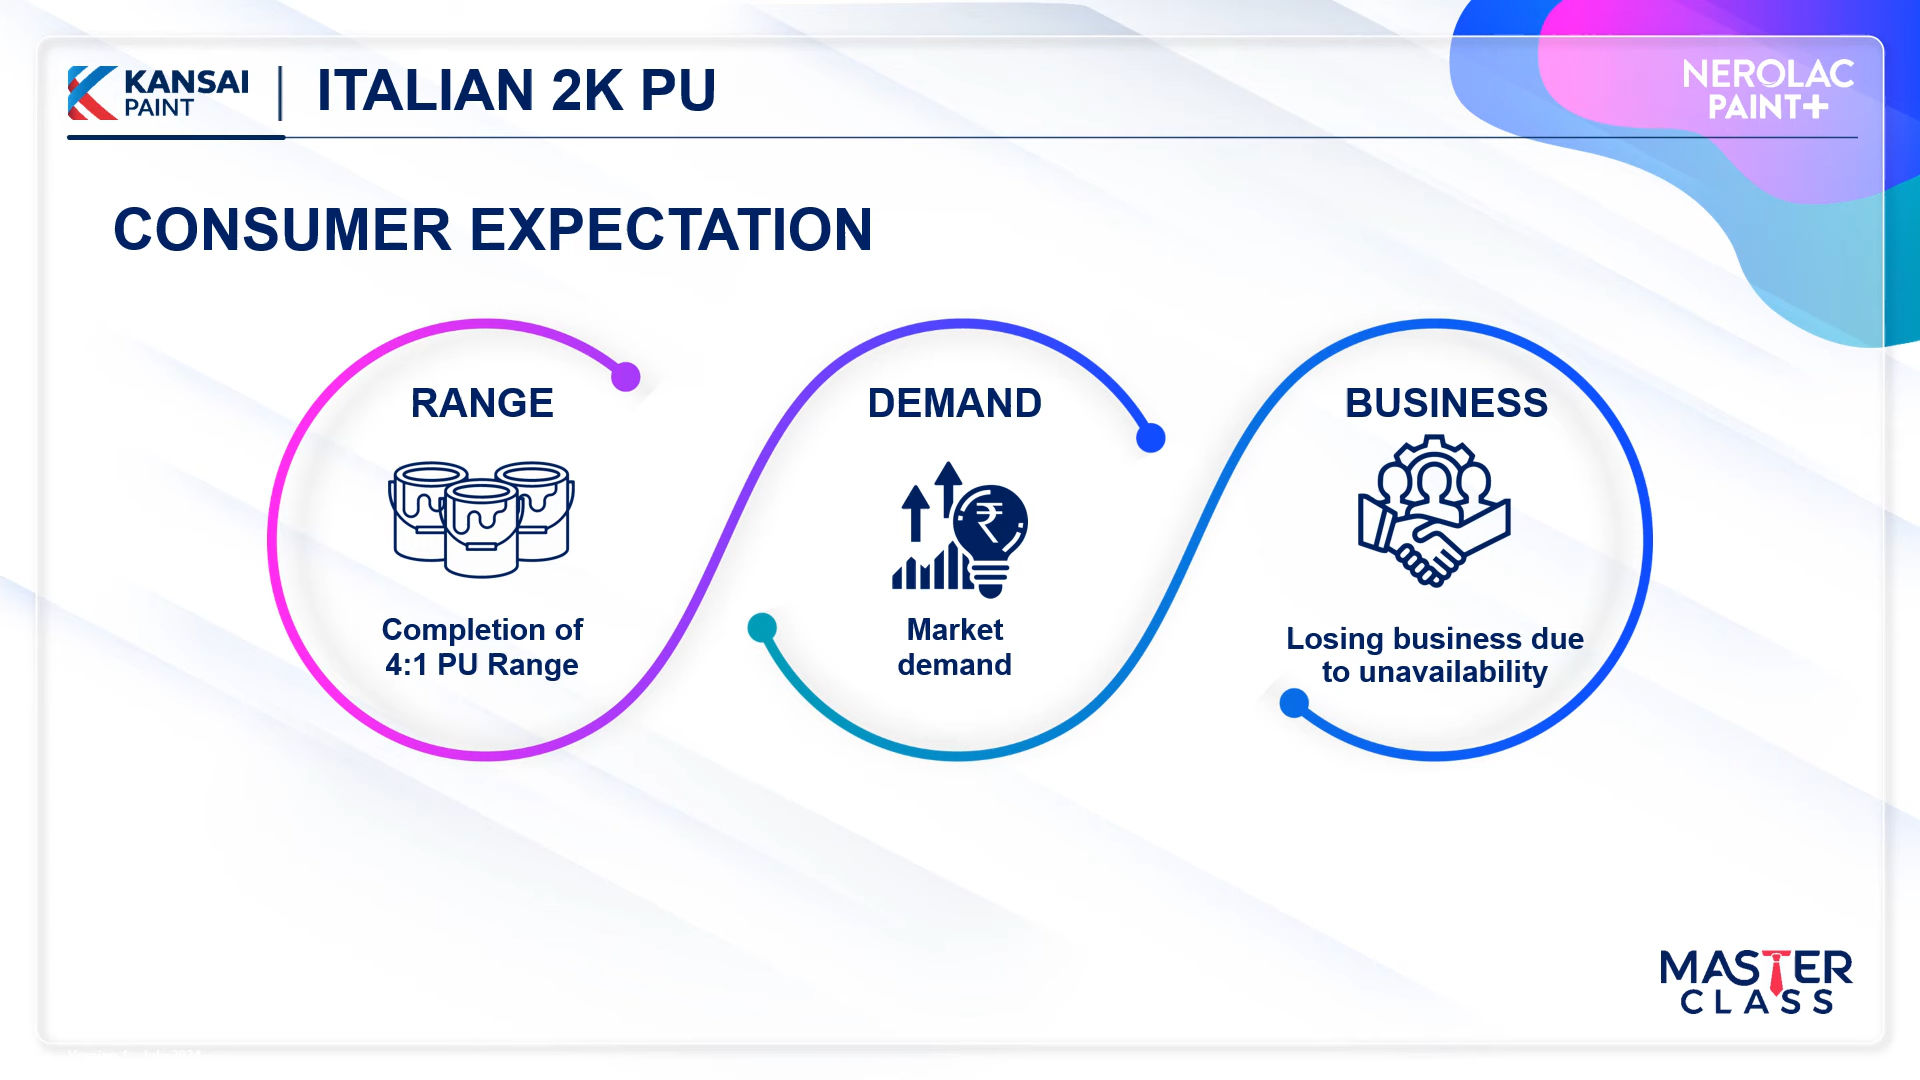 KANSAI
PAINT
ITALIAN 2K PU
NEROLAC
PAINT+
CONSUMER EXPECTATION
RANGE
Completion of
4:1 PU Range
DEMAND
₹
Market
demand
BUSINESS
Losing business due
to unavailability
MASTER
CLASS